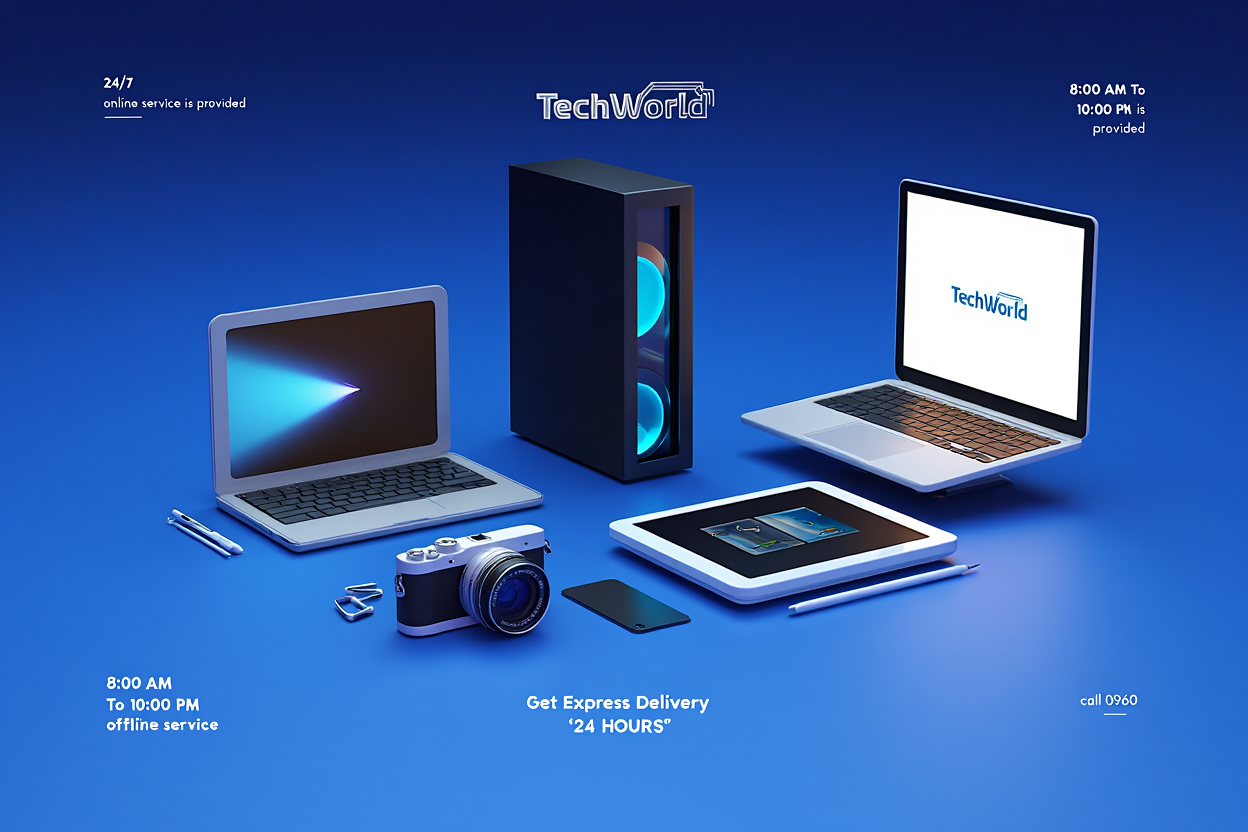 24/7
online service is provided
TechWorld
8:00 AM To
10:00 PM is
provided
TechWorld
8:00 AM
To 10:00 PM
offline service
Get Express Delivery
‘24 HOURS”
call 0960